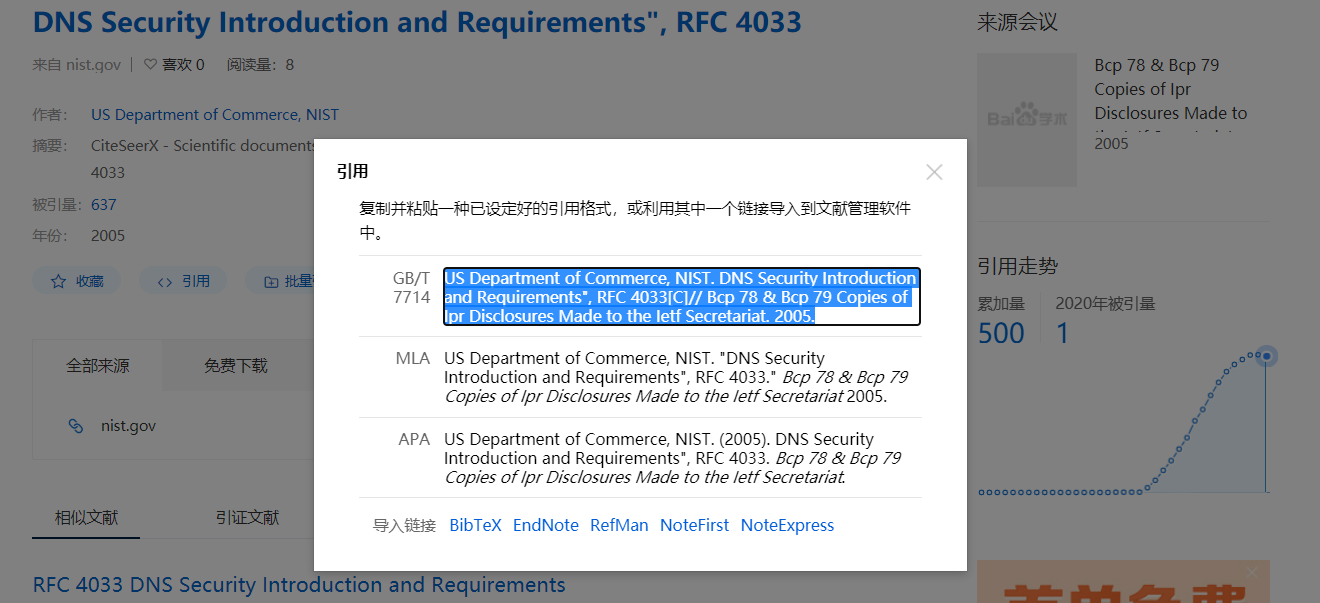 DNS Security Introduction and Requirements", RFC 4033
来自 nist.gov
喜欢 0
阅读量： 8
作者： US Department of Commerce, NIST
摘要： CiteSeerX - Scientific documents
4033
被引量： 637
年份： 2005
收藏
<> 引用
批量
全部来源
免费下载
nist.gov
相似文献
引证文献
RFC 4033 DNS Security Introduction and Requirements
引用
复制并粘贴一种已设定好的引用格式，或利用其中一个链接导入到文献管理软件
中。
GB/T 7714
US Department of Commerce, NIST. DNS Security Introduction
and Requirements", RFC 4033[C]// Bcp 78 & Bcp 79 Copies of
Ipr Disclosures Made to the Ietf Secretariat. 2005.
MLA
US Department of Commerce, NIST. "DNS Security
Introduction and Requirements", RFC 4033." Bcp 78 & Bcp 79
Copies of Ipr Disclosures Made to the Ietf Secretariat 2005.
APA
US Department of Commerce, NIST. (2005). DNS Security
Introduction and Requirements", RFC 4033. Bcp 78 & Bcp 79
Copies of Ipr Disclosures Made to the Ietf Secretariat.
导入链接 BibTeX EndNote RefMan NoteFirst NoteExpress
来源会议
Bai 学术
Bcp 78 & Bcp 79
Copies of Ipr
Disclosures Made to
2005
引用走势
累加量
500
2020年被引量
1
首单免费